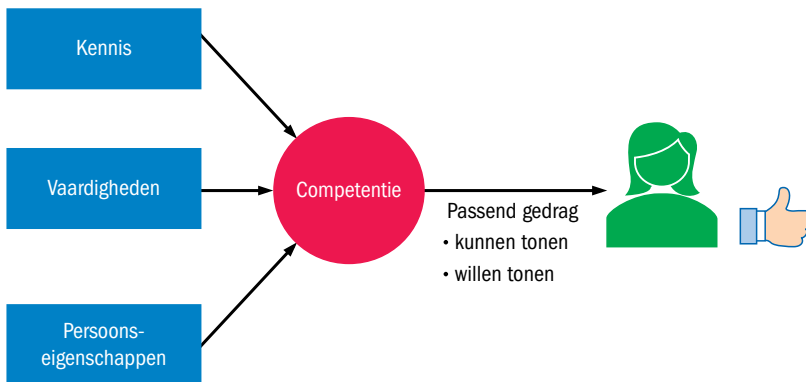 Kennis
Vaardigheden
Persoons-
eigenschappen
Competentie
Passend gedrag
• kunnen tonen
• willen tonen